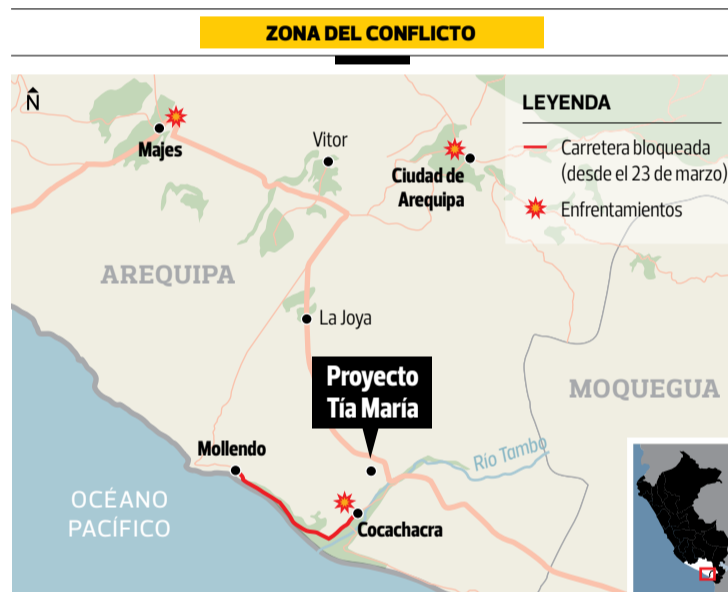 ZONA DEL CONFLICTO
N
LEYENDA
Carretera bloqueada
(desde el 23 de marzo)
Enfrentamientos
Majes
Vitor
Ciudad de
Arequipa
AREQUIPA
La Joya
Proyecto
Tía María
MOQUEGUA
Mollendo
Río Tambo
OCÉANO
PACÍFICO
Cocachacra